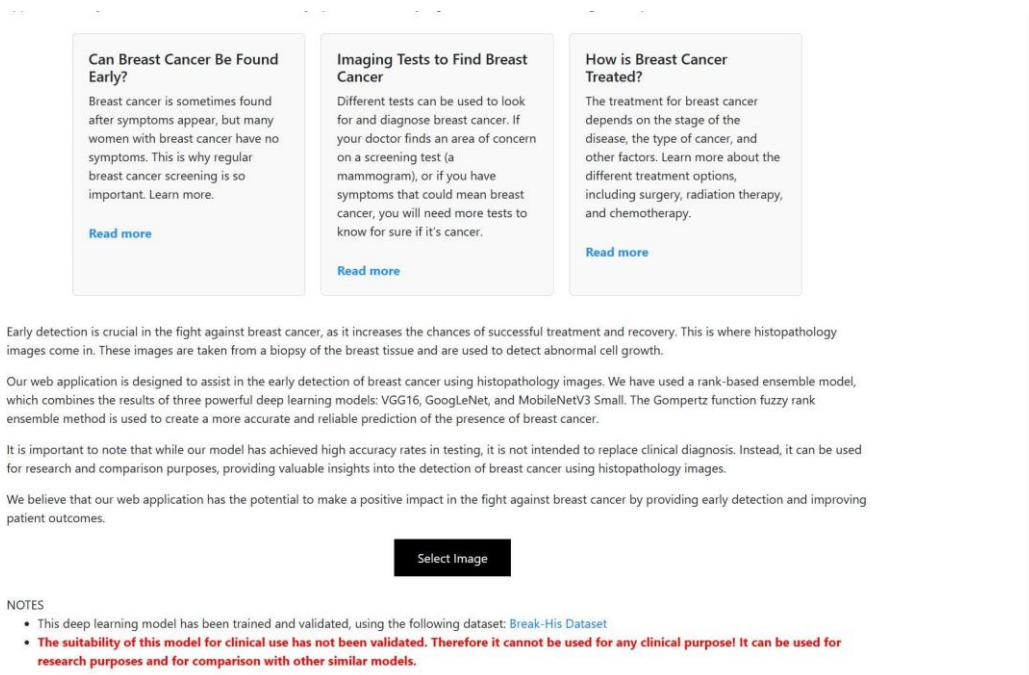 Can Breast Cancer Be Found
Early?
Breast cancer is sometimes found
after symptoms appear, but many
women with breast cancer have no
symptoms. This is why regular
breast cancer screening is so
important. Learn more.
Read more
Imaging Tests to Find Breast
Cancer
Different tests can be used to look
for and diagnose breast cancer. If
your doctor finds an area of concern
on a screening test (a
mammogram), or if you have
symptoms that could mean breast
cancer, you will need more tests to
know for sure if it's cancer.
Read more
How is Breast Cancer
Treated?
The treatment for breast cancer
depends on the stage of the
disease, the type of cancer, and
other factors. Learn more about the
different treatment options,
including surgery, radiation therapy,
and chemotherapy.
Read more
Early detection is crucial in the fight against breast cancer, as it increases the chances of successful treatment and recovery. This is where histopathology
images come in. These images are taken from a biopsy of the breast tissue and are used to detect abnormal cell growth.
Our web application is designed to assist in the early detection of breast cancer using histopathology images. We have used a rank-based ensemble model,
which combines the results of three powerful deep learning models: VGG16, GoogLeNet, and MobileNetV3 Small. The Gompertz function fuzzy rank
ensemble method is used to create a more accurate and reliable prediction of the presence of breast cancer.
It is important to note that while our model has achieved high accuracy rates in testing, it is not intended to replace clinical diagnosis. Instead, it can be used
for research and comparison purposes, providing valuable insights into the detection of breast cancer using histopathology images.
We believe that our web application has the potential to make a positive impact in the fight against breast cancer by providing early detection and improving
patient outcomes.
Select Image
NOTES
• This deep learning model has been trained and validated, using the following dataset: Break-His Dataset
• The suitability of this model for clinical use has not been validated. Therefore it cannot be used for any clinical purpose! It can be used for
research purposes and for comparison with other similar models.